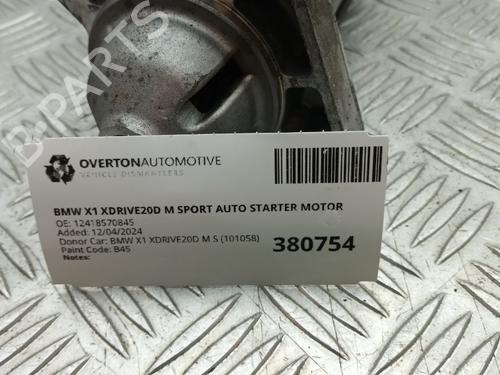 B-PARTS
OVERTONAUTOMOTIVE
VEHICLE DISMANTLERS
BMW X1 XDRIVE20D M SPORT AUTO STARTER MOTOR
OE: 12418570845
Added: 12/04/2024
Donor Car: BMW X1 XDRIVE20D M S (101058)
Paint Code: B45
Notes:
380754